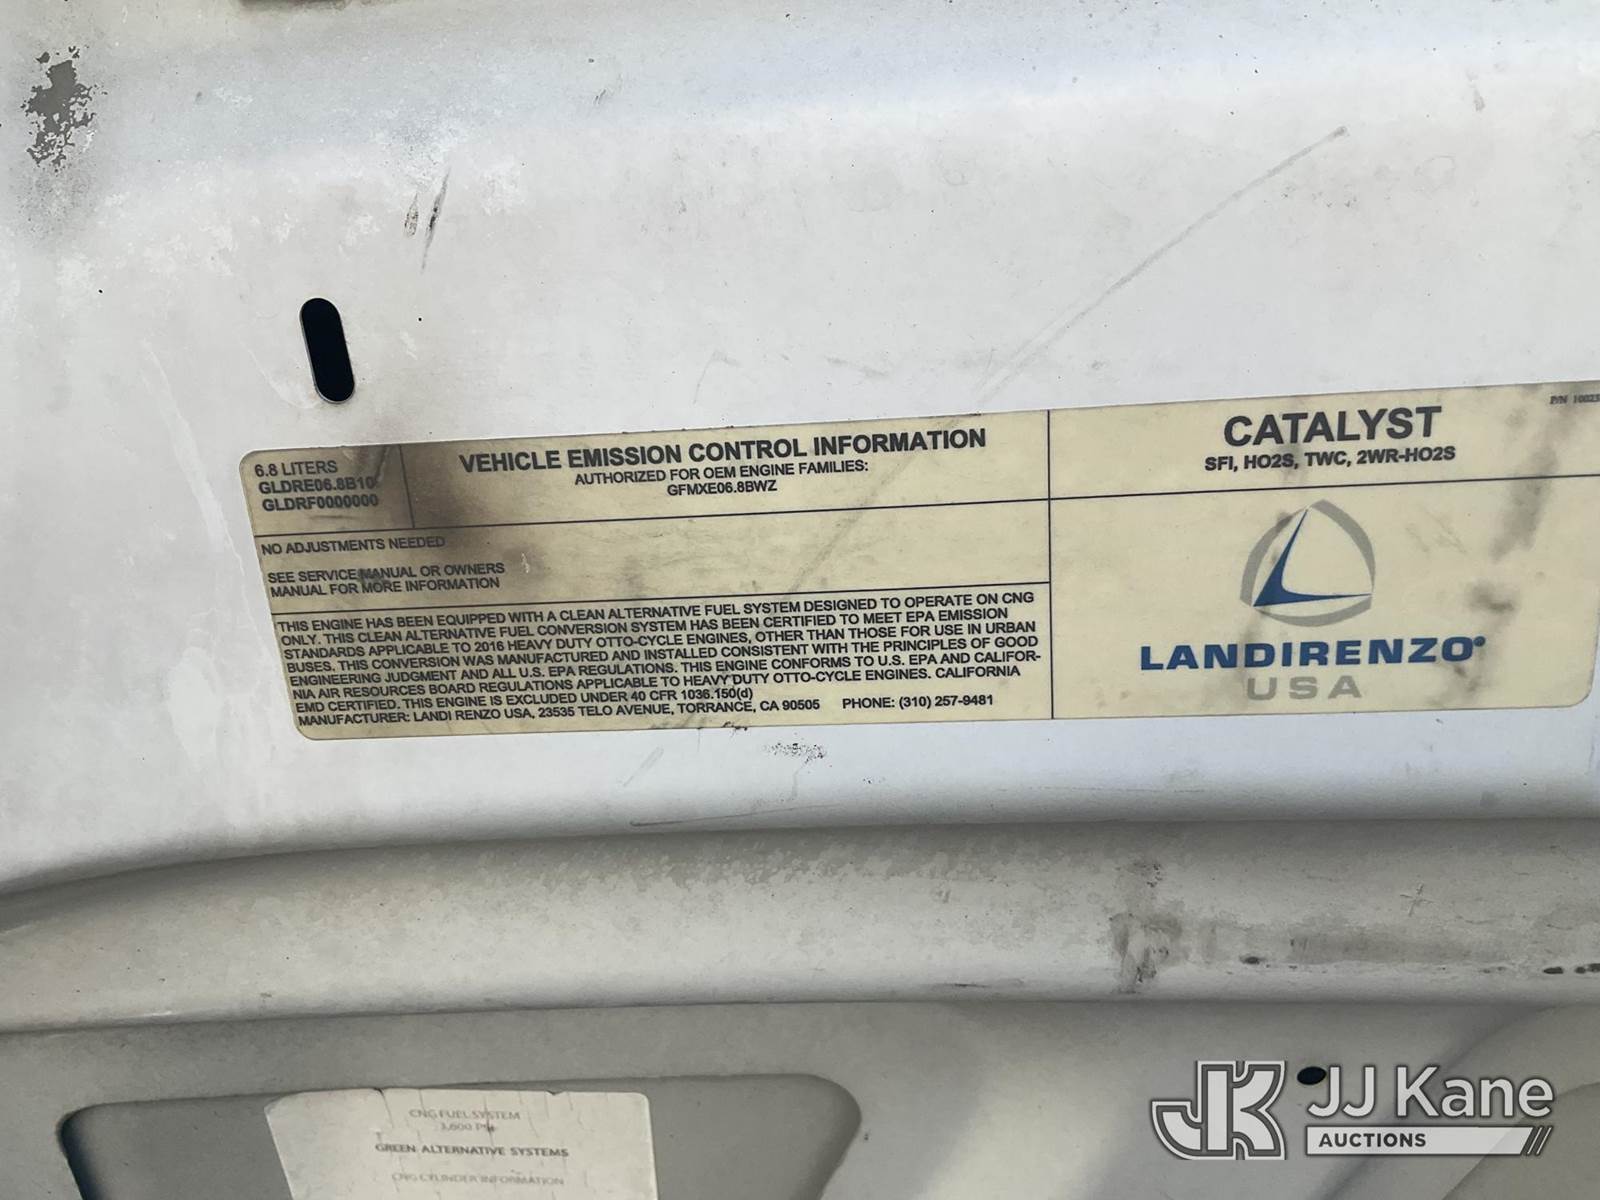 6.8 LITERS
GLDRE06.8B10
GLDRF0000000
VEHICLE EMISSION CONTROL INFORMATION
AUTHORIZED FOR OEM ENGINE FAMILIES:
GFMXE06.8BWZ
CATALYST
SFI, HO2S, TWC, 2WR-HO2S
P/N
NO ADJUSTMENTS NEEDED
SEE SERVICE MANUAL OR OWNERS
MANUAL FOR MORE INFORMATION
THIS ENGINE HAS BEEN EQUIPPED WITH A CLEAN ALTERNATIVE FUEL SYSTEM DESIGNED TO OPERATE ON CNG
ONLY. THIS CLEAN ALTERNATIVE FUEL CONVERSION SYSTEM HAS BEEN CERTIFIED TO MEET EPA EMISSION
STANDARDS APPLICABLE TO 2016 HEAVY DUTY OTTO-CYCLE ENGINES, OTHER THAN THOSE FOR USE IN URBAN
BUSES. THIS CONVERSION WAS MANUFACTURED AND INSTALLED CONSISTENT WITH THE PRINCIPLES OF GOOD
ENGINEERING JUDGMENT AND ALL U.S. EPA REGULATIONS. THIS ENGINE CONFORMS TO U.S. EPA AND CALIFOR-
NIA AIR RESOURCES BOARD REGULATIONS APPLICABLE TO HEAVY DUTY OTTO-CYCLE ENGINES. CALIFORNIA
EMD CERTIFIED. THIS ENGINE IS EXCLUDED UNDER 40 CFR 1036.150(d)
MANUFACTURER: LANDI RENZO USA, 23535 TELO AVENUE, TORRANCE, CA 90505 PHONE: (310) 257-9481
LANDIRENZO®
USA
CNG FUEL SYSTEM
3,600 PSI
GREEN ALTERNATIVE SYSTEMS
CNG CYLINDER INFORMATION
JK JJ Kane
AUCTIONS